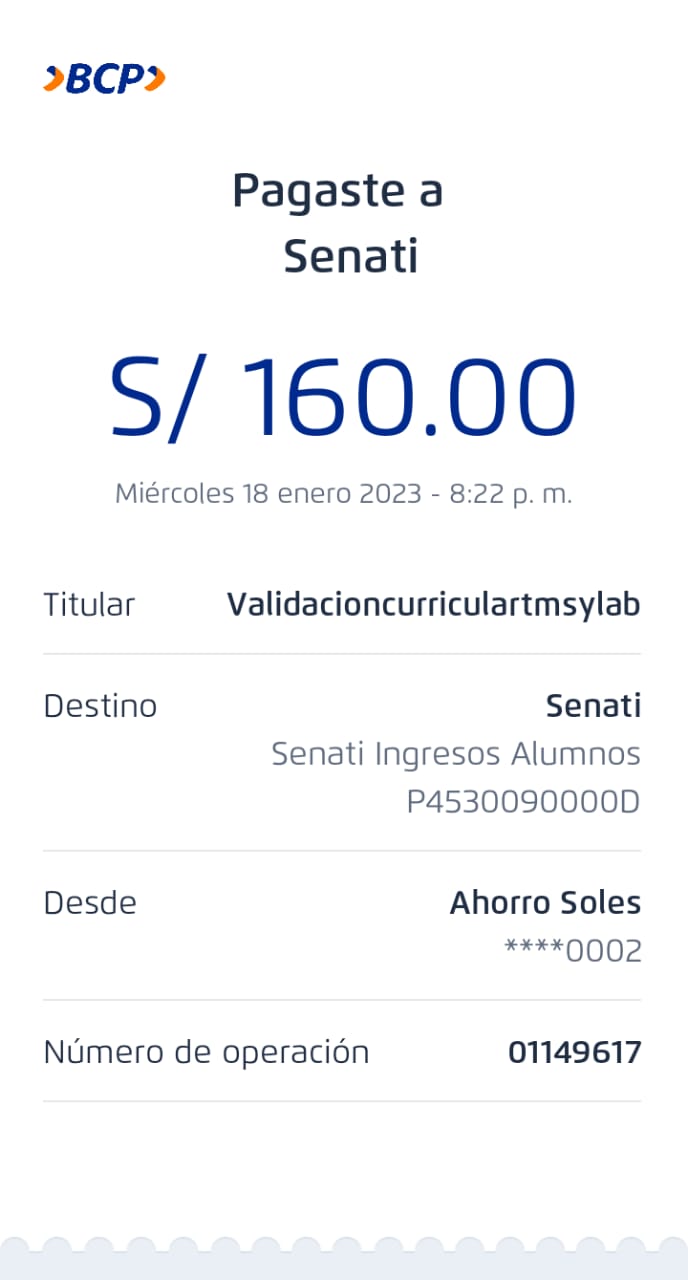 BCP
Pagaste a
Senati
S/ 160.00
Miércoles 18 enero 2023 - 8:22 p. m.
Titular Validacioncurriculartmsylab
Destino Senati
Senati Ingresos Alumnos
P4530090000D
Desde Ahorro Soles
****0002
Número de operación 01149617